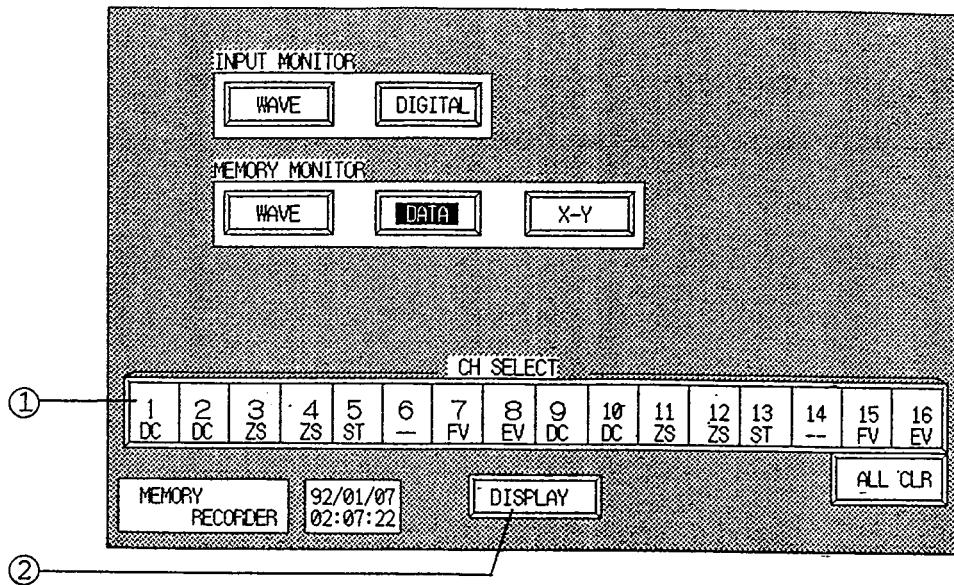 INPUT MONITOR
WAVE DIGITAL
MEMORY MONITOR
WAVE DATA X-Y
CH SELECT
① 1 2 3 4 5 6 7 8 9 10 11 12 13 14 15 16
DC DC ZS ZS ST — FV EV DC DC ZS ZS ST -- FV EV
ALL CLR
MEMORY 92/01/07 DISPLAY
RECORDER 02:07:22
②